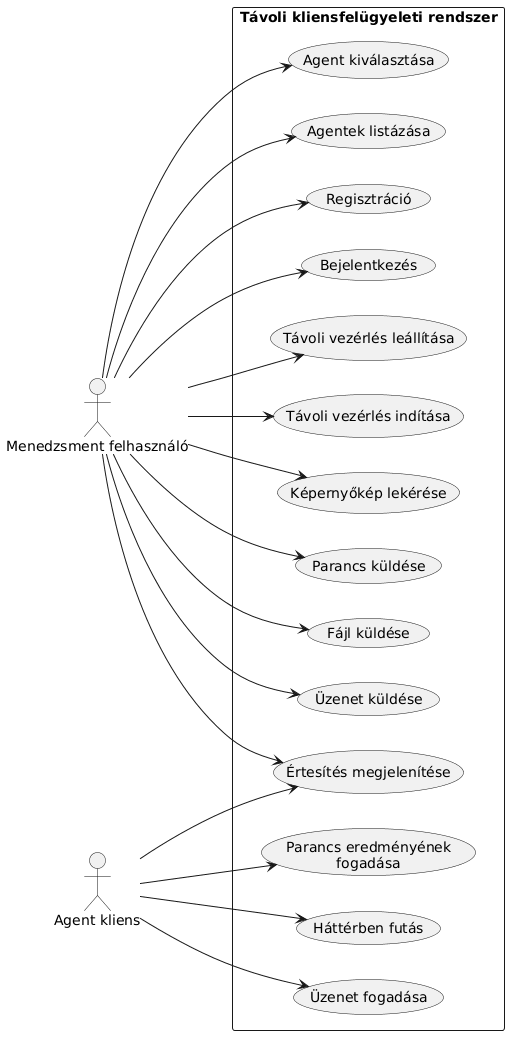 Távoli kliensfelügyeleti rendszer
Agent kiválasztása
Agentek listázása
Regisztráció
Bejelentkezés
Távoli vezérlés leállítása
Távoli vezérlés indítása
Menedzsment felhasználó
Képernyőkép lekérése
Parancs küldése
Fájl küldése
Üzenet küldése
Értesítés megjelenítése
Parancs eredményének
fogadása
Agent kliens
Háttérben futás
Üzenet fogadása